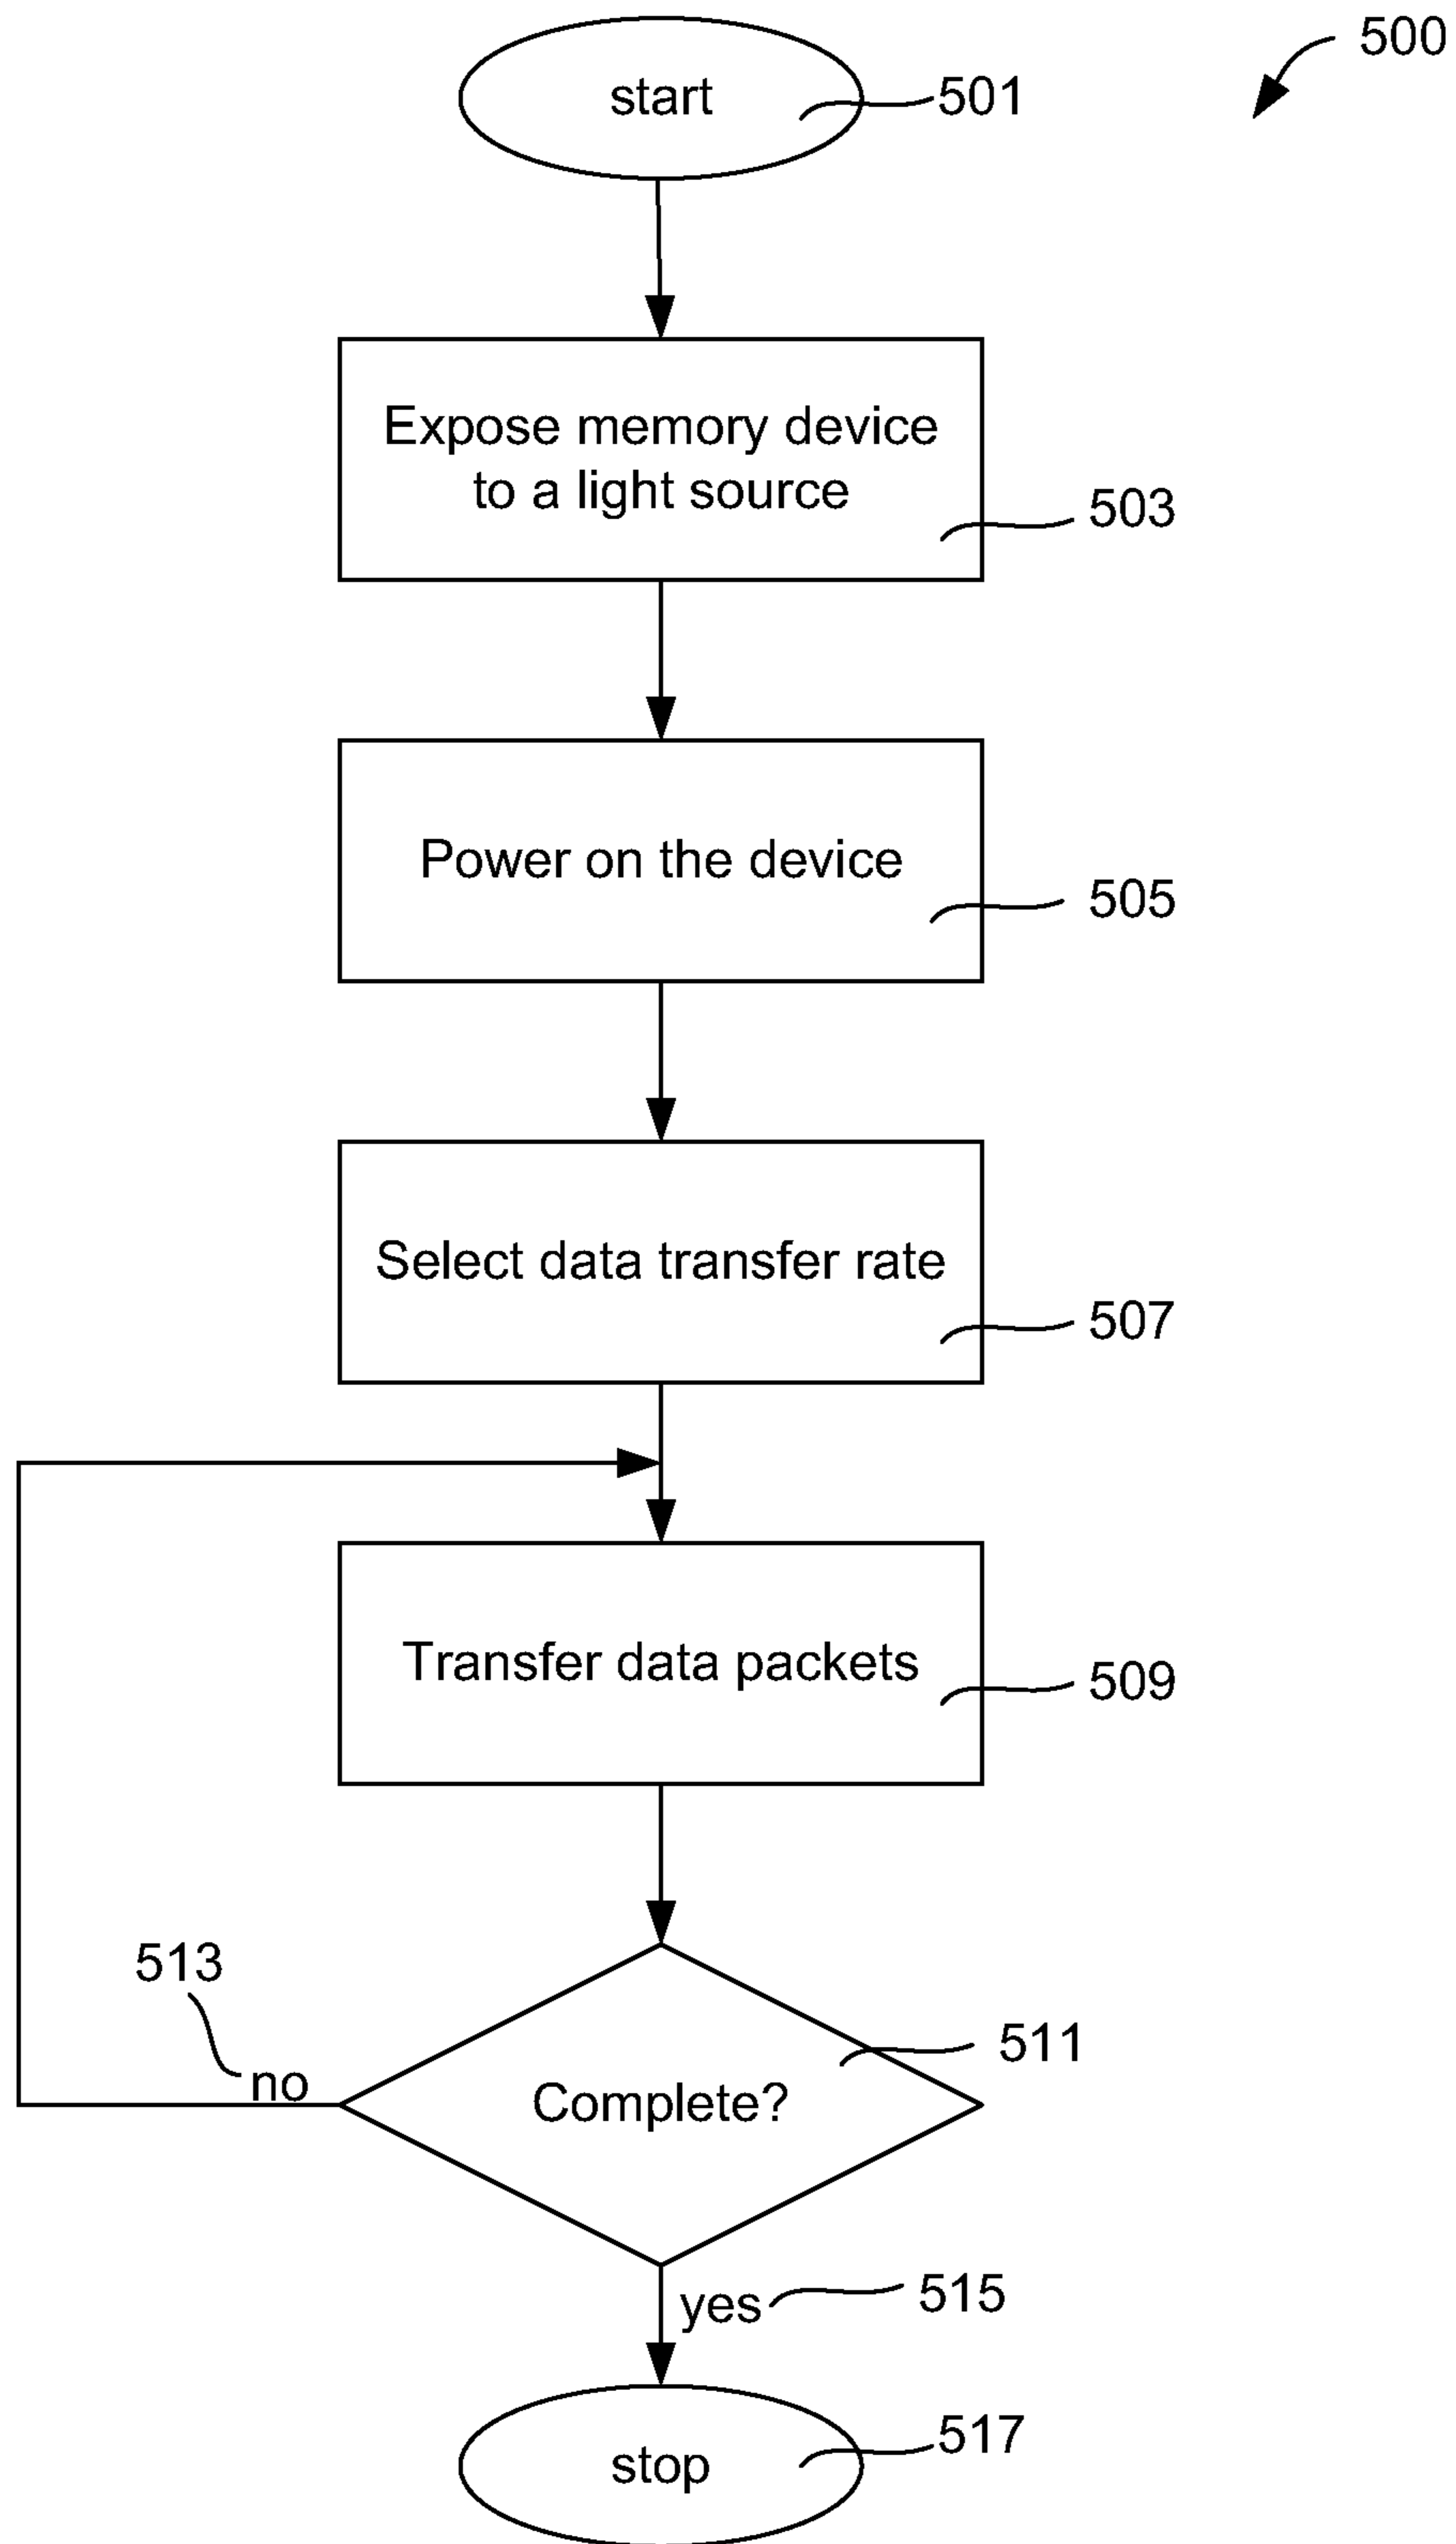 500
start
501
Expose memory device
to a light source
503
Power on the device
505
Select data transfer rate
507
Transfer data packets
509
513
no
511
Complete?
yes
515
stop
517